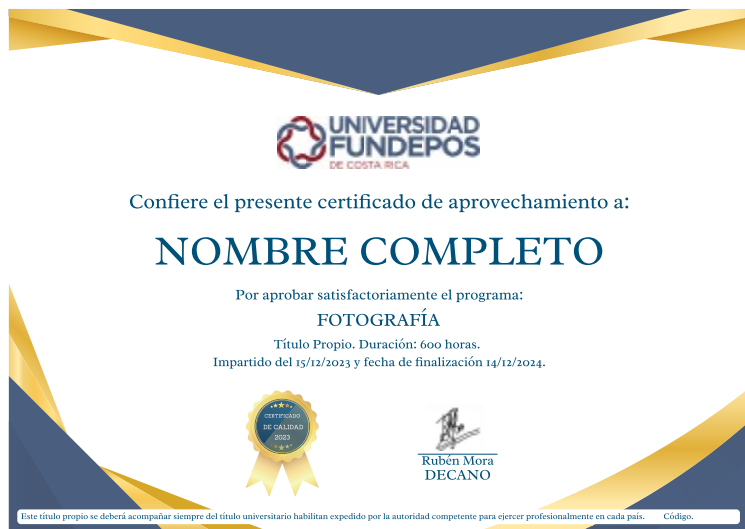 UNIVERSIDAD
FUNDEPOS
DE COSTA RICA
Confiere el presente certificado de aprovechamiento a:
NOMBRE COMPLETO
Por aprobar satisfactoriamente el programa:
FOTOGRAFÍA
Título Propio. Duración: 600 horas.
Impartido del 15/12/2023 y fecha de finalización 14/12/2024.
CERTIFICADO
DE CALIDAD
2023
Rubén Mora
DECANO
Este título propio se deberá acompañar siempre del título universitario habilitan expedido por la autoridad competente para ejercer profesionalmente en cada país. Código.